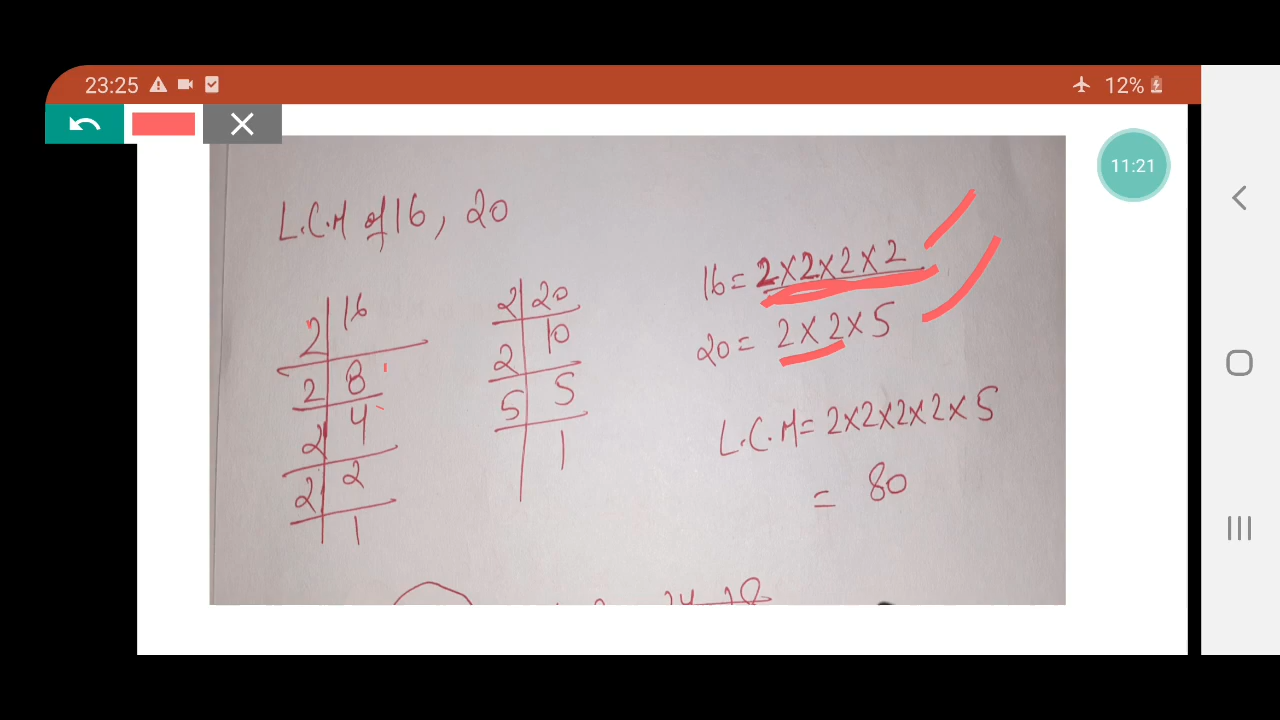 23:25
12%
11:21
L.C.M of 16, 20
2 | 16
2 | 8
2 | 4
2 | 2
1
2 | 20
2 | 10
5 | 5
1
16 = 2×2×2×2
20 = 2×2×5
L.C.M = 2×2×2×2×5
= 80